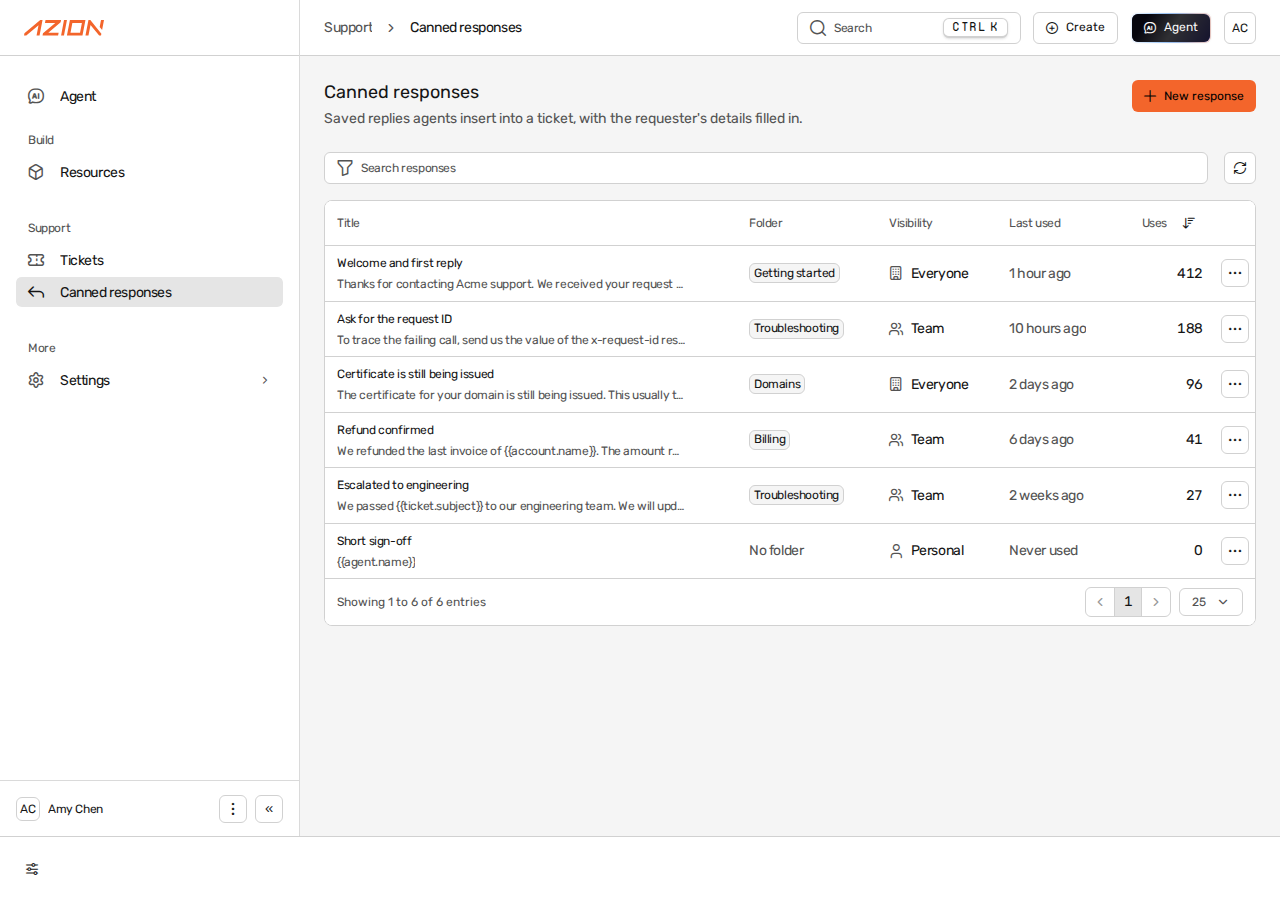 AZION
Support
Canned responses
Search
CTRL K
Create
AI
Agent
AC
AI
Agent
Build
Resources
Support
Tickets
Canned responses
More
Settings
Canned responses
Saved replies agents insert into a ticket, with the requester's details filled in.
New response
Search responses
Title
Folder
Visibility
Last used
Uses
Welcome and first reply
Thanks for contacting Acme support. We received your request ...
Getting started
Everyone
1 hour ago
412
Ask for the request ID
To trace the failing call, send us the value of the x-request-id res...
Troubleshooting
Team
10 hours ago
188
Certificate is still being issued
The certificate for your domain is still being issued. This usually t...
Domains
Everyone
2 days ago
96
Refund confirmed
We refunded the last invoice of {{account.name}}. The amount r...
Billing
Team
6 days ago
41
Escalated to engineering
We passed {{ticket.subject}} to our engineering team. We will upd...
Troubleshooting
Team
2 weeks ago
27
Short sign-off
{{agent.name}}
No folder
Personal
Never used
0
Showing 1 to 6 of 6 entries
1
25
AC
Amy Chen